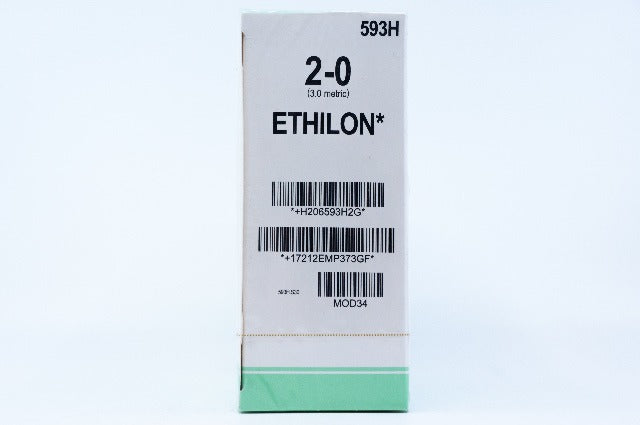 593H
2-0
(3.0 metric)
ETHILON*
*+H206593H2G*
*+17212EMP373GF*
MOD34